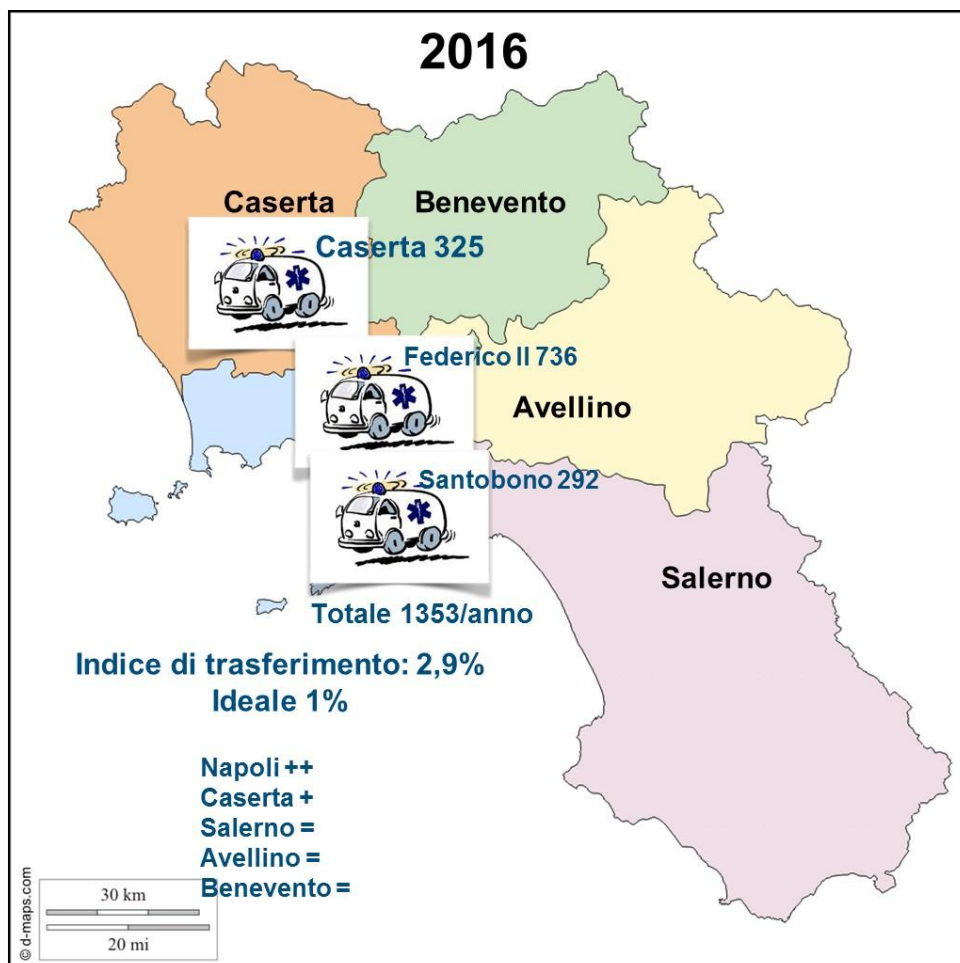 2016
Caserta
Benevento
Caserta 325
Federico II 736
Avellino
Santobono 292
Salerno
Totale 1353/anno
Indice di trasferimento: 2,9%
Ideale 1%
Napoli ++
Caserta +
Salerno =
Avellino =
Benevento =
30 km
20 mi
© d-maps.com